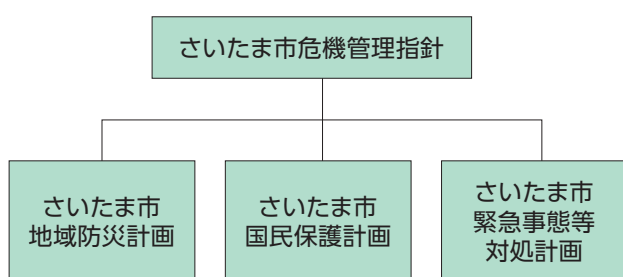 さいたま市危機管理指針
さいたま市
地域防災計画
さいたま市
国民保護計画
さいたま市
緊急事態等
対処計画